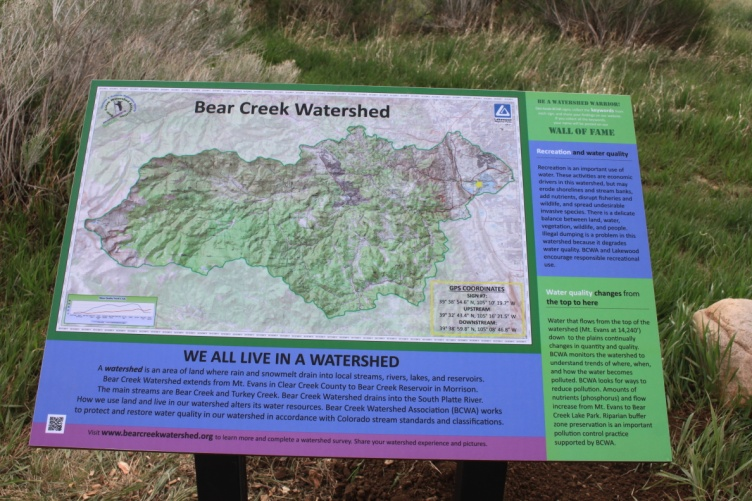 Bear Creek Watershed
GPS COORDINATES
SIGN #7:
UPSTREAM:
DOWNSTREAM:
WE ALL LIVE IN A WATERSHED
A watershed is an area of land where rain and snowmelt drain into local streams, rivers, lakes, and reservoirs.
Bear Creek Watershed extends from Mt. Evans in Clear Creek County to Bear Creek Reservoir in Morrison.
The main streams are Bear Creek and Turkey Creek. Bear Creek Watershed drains into the South Platte River.
How we use land and live in our watershed alters its water resources. Bear Creek Watershed Association (BCWA) works
to protect and restore water quality in our watershed in accordance with Colorado stream standards and classifications.
Visit www.bearcreekwatershed.org to learn more and complete a watershed survey. Share your watershed experience and pictures.
BE A WATERSHED WARRIOR!
WALL OF FAME
Recreation and water quality
Recreation is an important use of
water. These activities are economic
drivers in this watershed, but may
erode shorelines and stream banks,
add nutrients, disrupt fisheries and
wildlife, and spread undesirable
invasive species. There is a delicate
balance between land, water,
vegetation, wildlife, and people.
Illegal dumping is a problem in this
watershed because it degrades
water quality. BCWA and Lakewood
encourage responsible recreational
use.
Water quality changes from
the top to here
Water that flows from the top of the
watershed (Mt. Evans at 14,240')
down to the plains continually
changes in quantity and quality.
BCWA monitors the watershed to
understand trends of where, when,
and how the water becomes
polluted. BCWA looks for ways to
reduce pollution. Amounts of
nutrients (phosphorus) and flow
increase from Mt. Evans to Bear
Creek Lake Park. Riparian buffer
zone preservation is an important
pollution control practice
supported by BCWA.